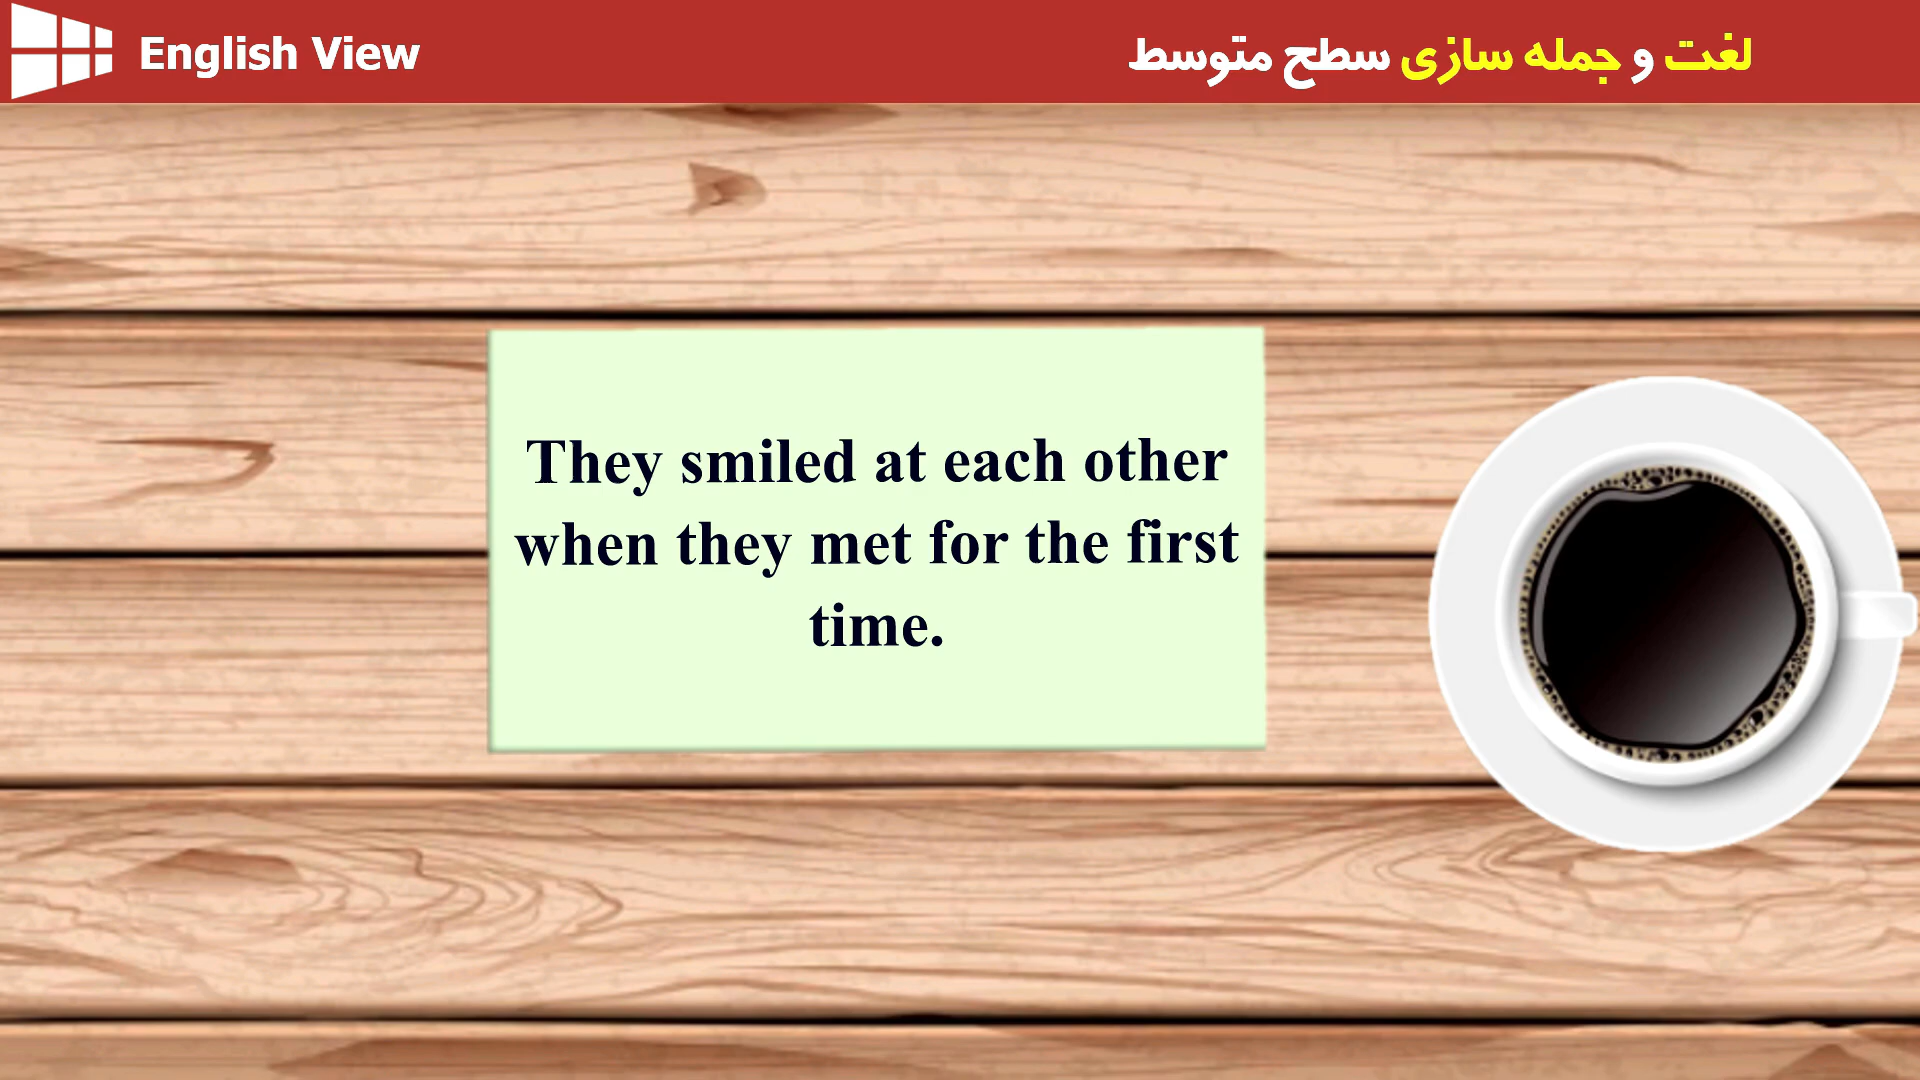 English View
لغت و جمله سازی سطح متوسط
They smiled at each other
when they met for the first
time.